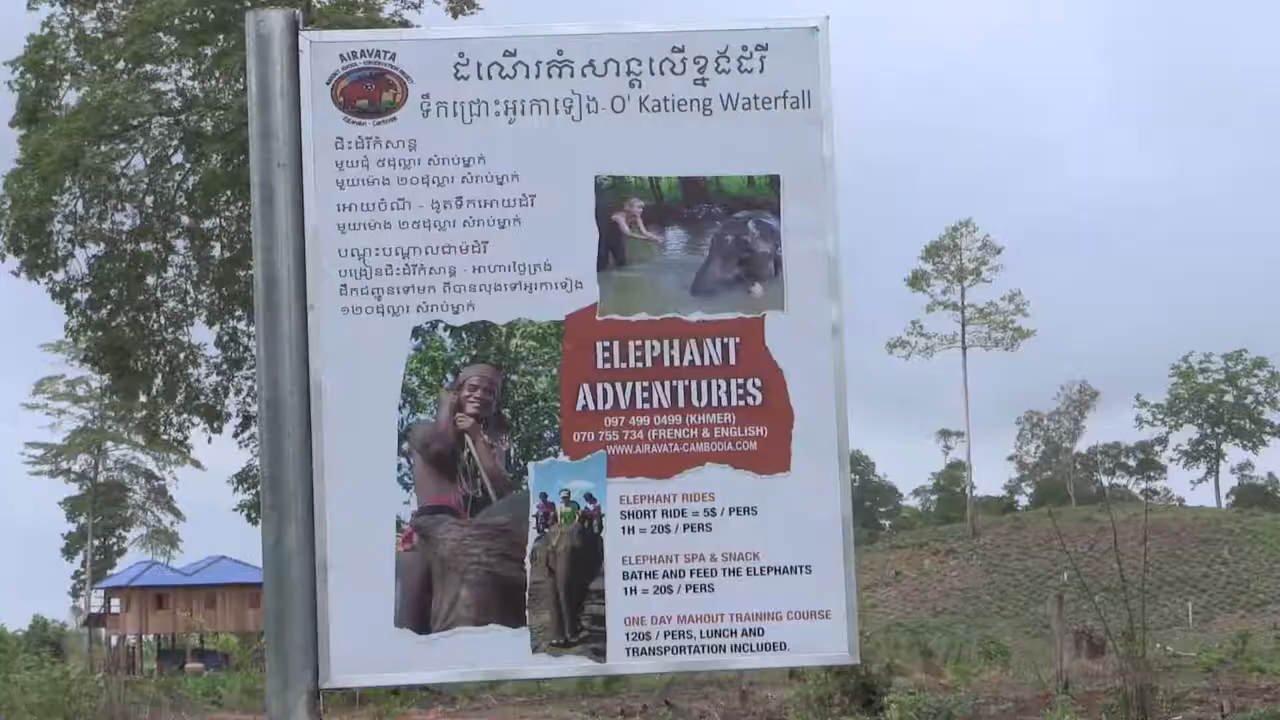 AIRAVATA
ដំណើរកំសាន្តលើខ្នងដំរី
ទឹកជ្រោះអូរកាទៀង - O' Katieng Waterfall
ជិះដំរីកំសាន្ត
មួយជុំ ៥ដុល្លារ សំរាប់ម្នាក់
មួយម៉ោង ២០ដុល្លារ សំរាប់ម្នាក់
អោយចំណី - ងូតទឹកអោយដំរី
មួយម៉ោង ២៥ដុល្លារ សំរាប់ម្នាក់
បណ្តុះបណ្តាលជាម៉ដំរី
បង្រៀនជិះដំរីកំសាន្ត - អាហារថ្ងៃត្រង់
ដឹកជញ្ជូនទៅមក ពីបានលុងទៅអូរកាទៀង
១២០ដុល្លារ សំរាប់ម្នាក់
ELEPHANT
ADVENTURES
097 499 0499 (KHMER)
070 755 734 (FRENCH & ENGLISH)
WWW.AIRAVATA-CAMBODIA.COM
ELEPHANT RIDES
SHORT RIDE = 5$ / PERS
1H = 20$ / PERS
ELEPHANT SPA & SNACK
BATHE AND FEED THE ELEPHANTS
1H = 20$ / PERS
ONE DAY MAHOUT TRAINING COURSE
120$ / PERS, LUNCH AND
TRANSPORTATION INCLUDED.